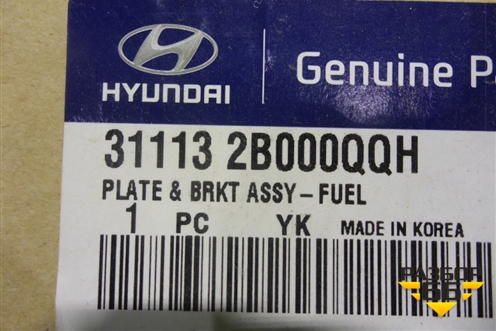 HYUNDAI
Genuine P
31113 2B000QQH
PLATE & BRKT ASSY-FUEL
1 PC YK MADE IN KOREA
РАЗБОР
66